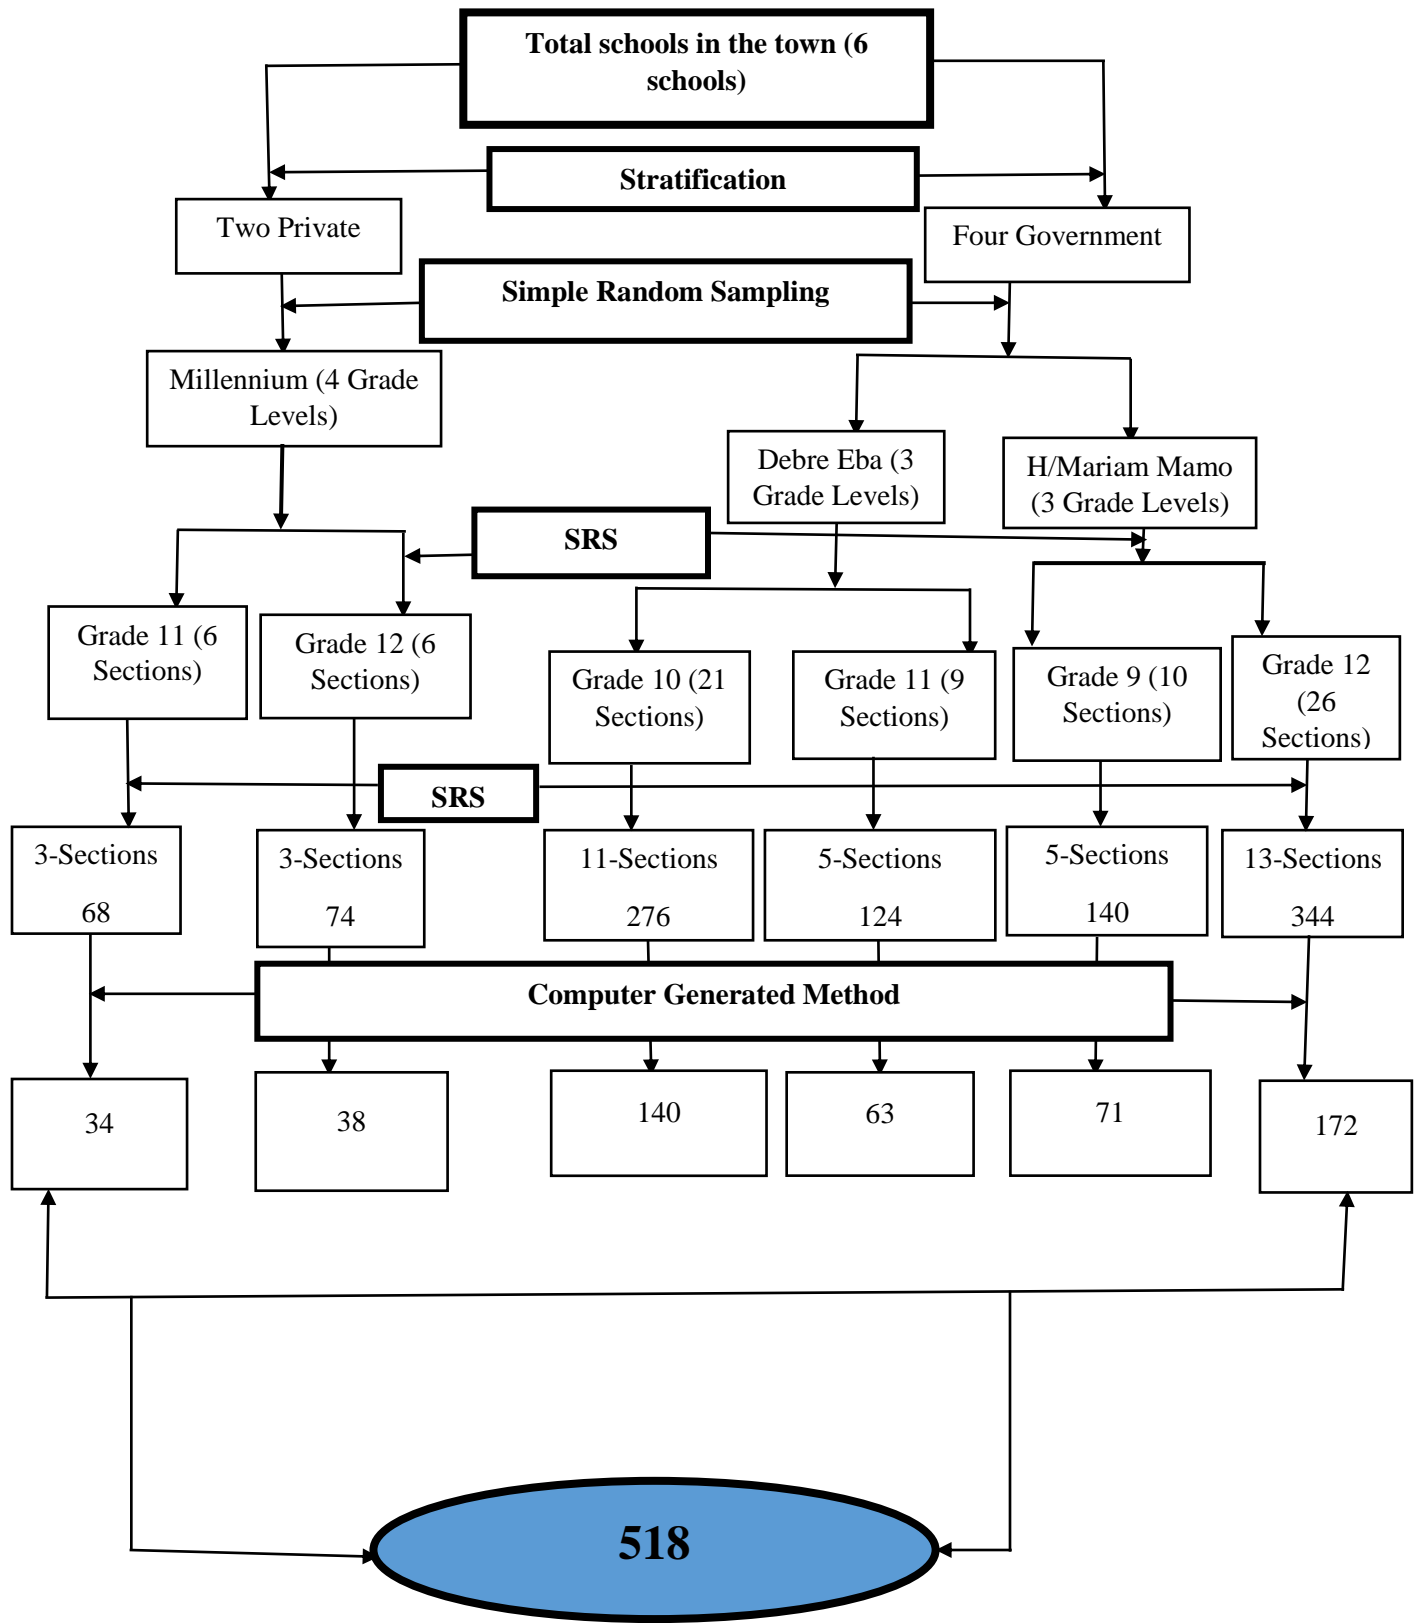 Total schools in the town (6
schools)
Stratification
Two Private
Four Government
Simple Random Sampling
Millennium (4 Grade
Levels)
Debre Eba (3
Grade Levels)
H/Mariam Mamo
(3 Grade Levels)
SRS
Grade 11 (6
Sections)
Grade 12 (6
Sections)
Grade 10 (21
Sections)
Grade 11 (9
Sections)
Grade 9 (10
Sections)
Grade 12
(26
Sections)
SRS
3-Sections
68
3-Sections
74
11-Sections
276
5-Sections
124
5-Sections
140
13-Sections
344
Computer Generated Method
34
38
140
63
71
172
518